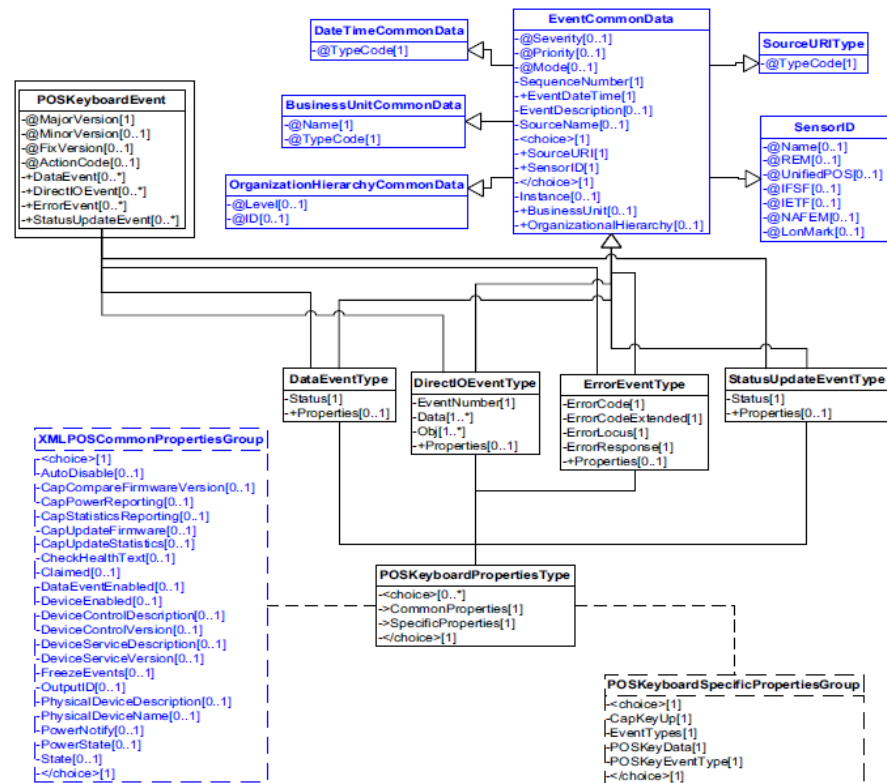 DateTimeCommonData
-@TypeCode[1]
EventCommonData
-@Severity[0..1]
-@Priority[0..1]
-@Mode[0..1]
-SequenceNumber[1]
-+EventDateTime[1]
-EventDescription[0..1]
-SourceName[0..1]
-<choice>[1]
-+SourceURI[1]
-+SensorID[1]
-</choice>[1]
-Instance[0..1]
-+BusinessUnit[0..1]
-+OrganizationalHierarchy[0..1]
SourceURIType
-@TypeCode[1]
POSKeyboardEvent
-@MajorVersion[1]
-@MinorVersion[0..1]
-@FixVersion[0..1]
-@ActionCode[0..1]
-+DataEvent[0..*]
-+DirectIOEvent[0..*]
-+ErrorEvent[0..*]
-+StatusUpdateEvent[0..*]
BusinessUnitCommonData
-@Name[1]
-@TypeCode[1]
SensorID
-@Name[0..1]
-@REM[0..1]
-@UnifiedPOS[0..1]
-@IFSF[0..1]
-@IETF[0..1]
-@NAFEM[0..1]
-@LonMark[0..1]
OrganizationHierarchyCommonData
-@Level[0..1]
-@ID[0..1]
DataEventType
-Status[1]
-+Properties[0..1]
DirectIOEventType
-EventNumber[1]
-Data[1..*]
-Obj[1..*]
-+Properties[0..1]
ErrorEventType
-ErrorCode[1]
-ErrorCodeExtended[1]
-ErrorLocus[1]
-ErrorResponse[1]
-+Properties[0..1]
StatusUpdateEventType
-Status[1]
-+Properties[0..1]
XMLPOSCommonPropertiesGroup
-<choice>[1]
-AutoDisable[0..1]
-CapCompareFirmwareVersion[0..1]
-CapPowerReporting[0..1]
-CapStatisticsReporting[0..1]
-CapUpdateFirmware[0..1]
-CapUpdateStatistics[0..1]
-CheckHealthText[0..1]
-Claimed[0..1]
-DataEventEnabled[0..1]
-DeviceEnabled[0..1]
-DeviceControlDescription[0..1]
-DeviceControlVersion[0..1]
-DeviceServiceDescription[0..1]
-DeviceServiceVersion[0..1]
-FreezeEvents[0..1]
-OutputID[0..1]
-PhysicalDeviceDescription[0..1]
-PhysicalDeviceName[0..1]
-PowerNotify[0..1]
-PowerState[0..1]
-State[0..1]
-</choice>[1]
POSKeyboardPropertiesType
-<choice>[0..*]
->CommonProperties[1]
->SpecificProperties[1]
-</choice>[1]
POSKeyboardSpecificPropertiesGroup
-<choice>[1]
-CapKeyUp[1]
-EventTypes[1]
-POSKeyData[1]
-POSKeyEventType[1]
-</choice>[1]